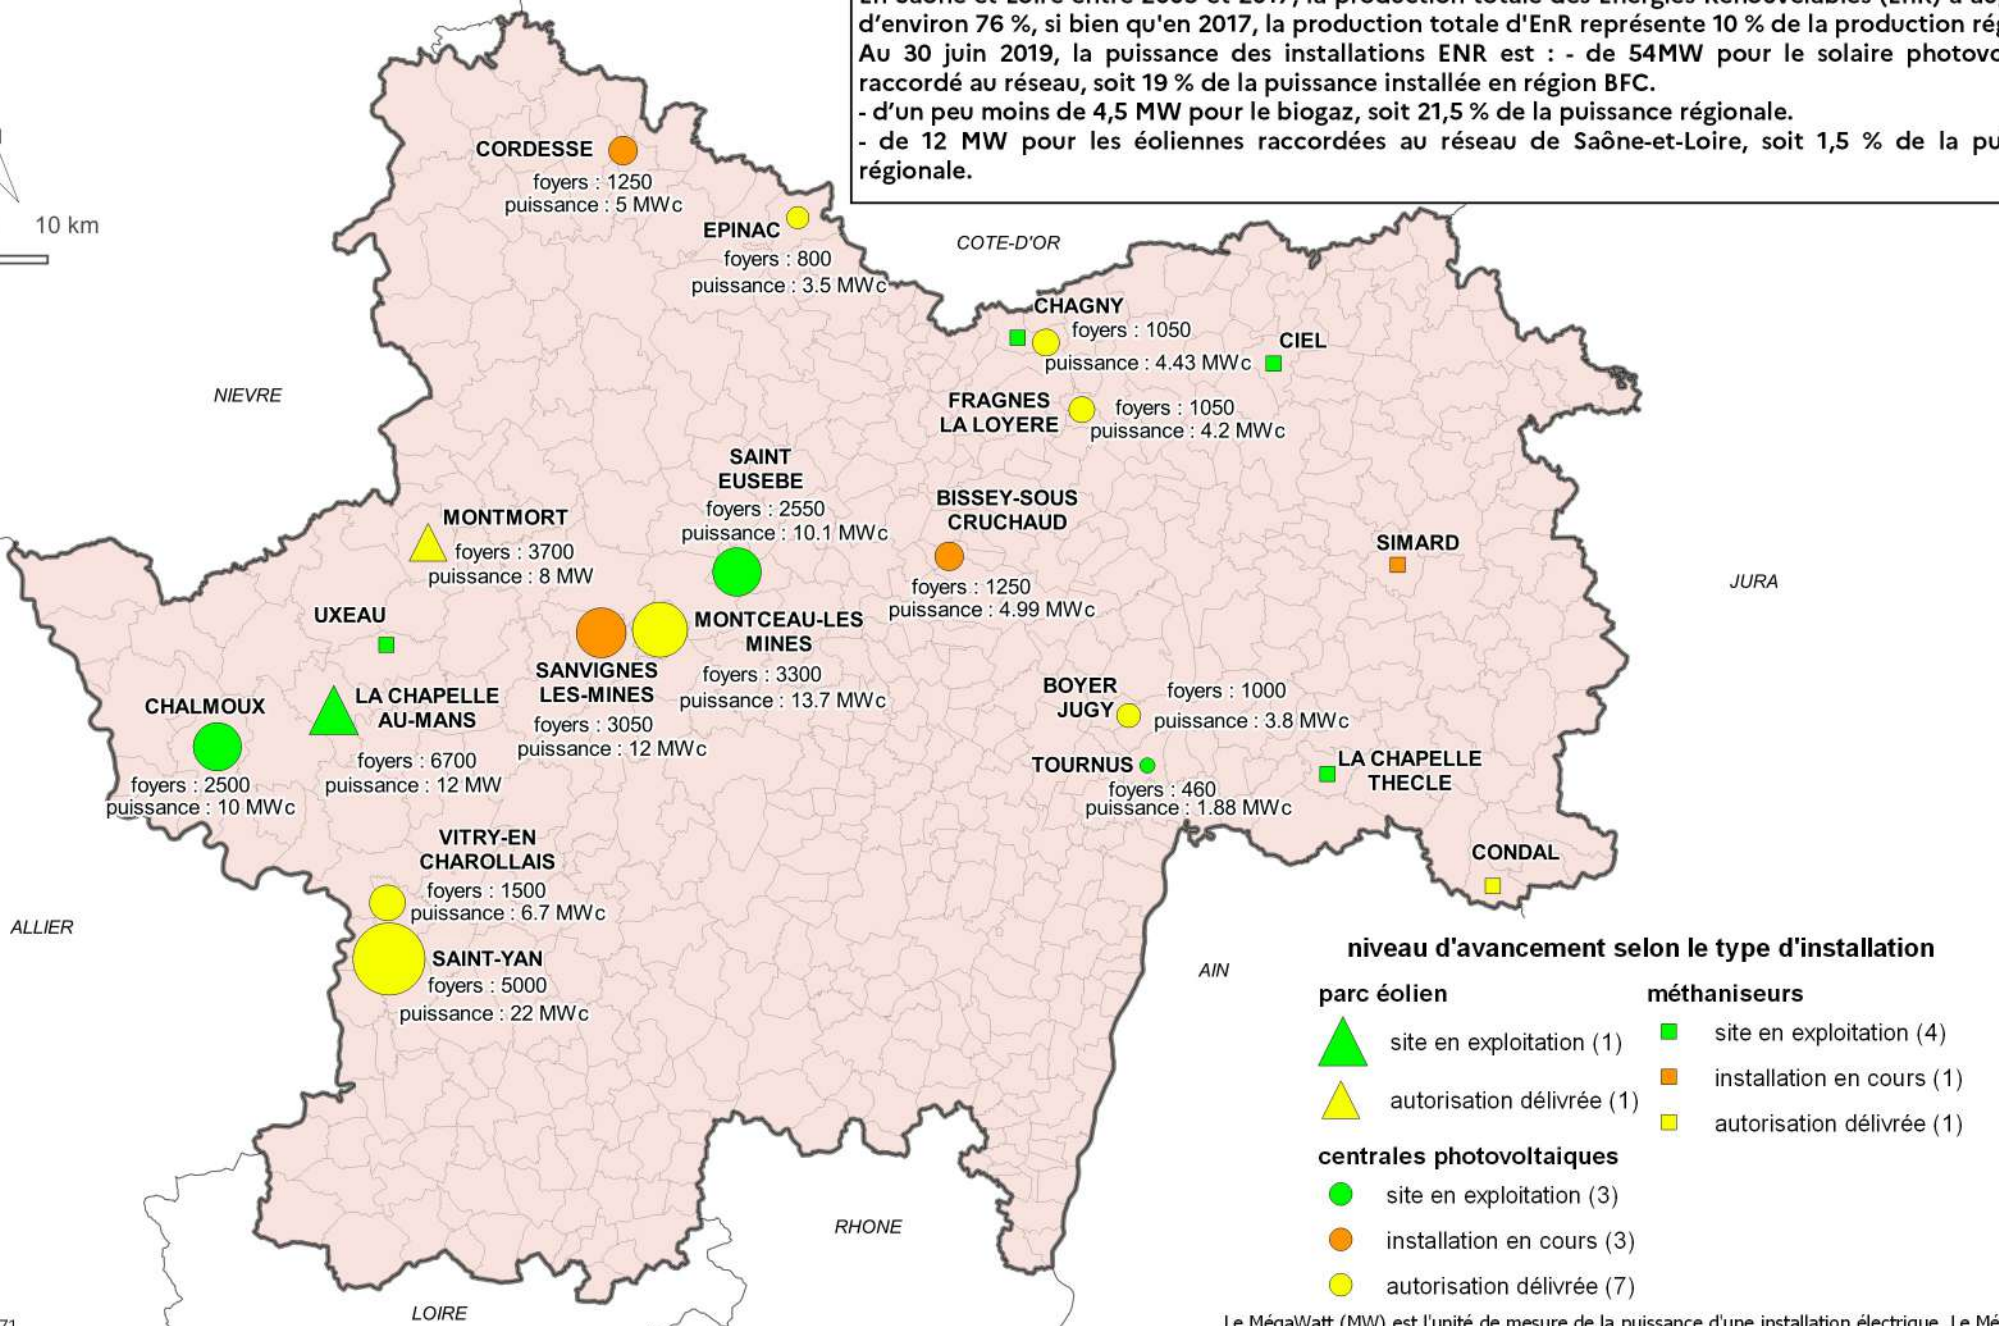 d'environ 76 %, si bien qu'en 2017, la production totale d'EnR représente 10 % de la production
Au 30 juin 2019, la puissance des installations ENR est : - de 54MW pour le solaire
raccordé au réseau, soit 19 % de la puissance installée en région BFC.
- d'un peu moins de 4,5 MW pour le biogaz, soit 21,5 % de la puissance régionale.
- de 12 MW pour les éoliennes raccordées au réseau de Saône-et-Loire, soit 1,5 % de la
régionale.
10 km
CORDESSE
foyers : 1250
puissance : 5 MWc
EPINAC
foyers : 800
puissance : 3.5 MWc
COTE-D'OR
NIEVRE
CHAGNY
foyers : 1050
puissance : 4.43 MWc
CIEL
FRAGNES
LA LOYERE
foyers : 1050
puissance : 4.2 MWc
SAINT
EUSEBE
foyers : 2550
puissance : 10.1 MWc
BISSEY-SOUS
CRUCHAUD
foyers : 1250
puissance : 4.99 MWc
MONTMORT
foyers : 3700
puissance : 8 MW
SIMARD
JURA
UXEAU
MONTCEAU-LES
MINES
foyers : 3300
puissance : 13.7 MWc
SANVIGNES
LES-MINES
foyers : 3050
puissance : 12 MWc
CHALMOUX
foyers : 2500
puissance : 10 MWc
LA CHAPELLE
AU-MANS
foyers : 6700
puissance : 12 MW
BOYER
JUGY
foyers : 1000
puissance : 3.8 MWc
TOURNUS
foyers : 460
puissance : 1.88 MWc
LA CHAPELLE
THECLE
VITRY-EN
CHAROLLAIS
foyers : 1500
puissance : 6.7 MWc
CONDAL
ALLIER
SAINT-YAN
foyers : 5000
puissance : 22 MWc
AIN
RHONE
LOIRE
niveau d'avancement selon le type d'installation
parc éolien
site en exploitation (1)
autorisation délivrée (1)
méthaniseurs
site en exploitation (4)
installation en cours (1)
autorisation délivrée (1)
centrales photovoltaiques
site en exploitation (3)
installation en cours (3)
autorisation délivrée (7)
Le MégaWatt (MW) est l'unité de mesure de la puissance d'une installation électrique. Le